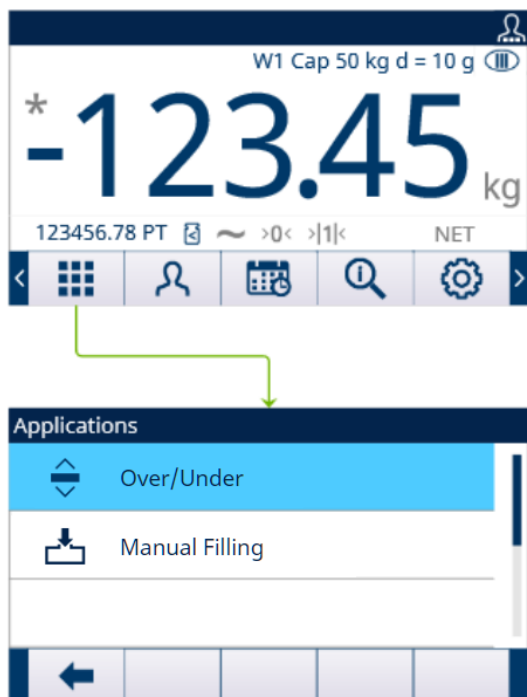 W1 Cap 50 kg d = 10 g
*-123.45 kg
123456.78 PT >0< >|1|< NET
Applications
Over/Under
Manual Filling